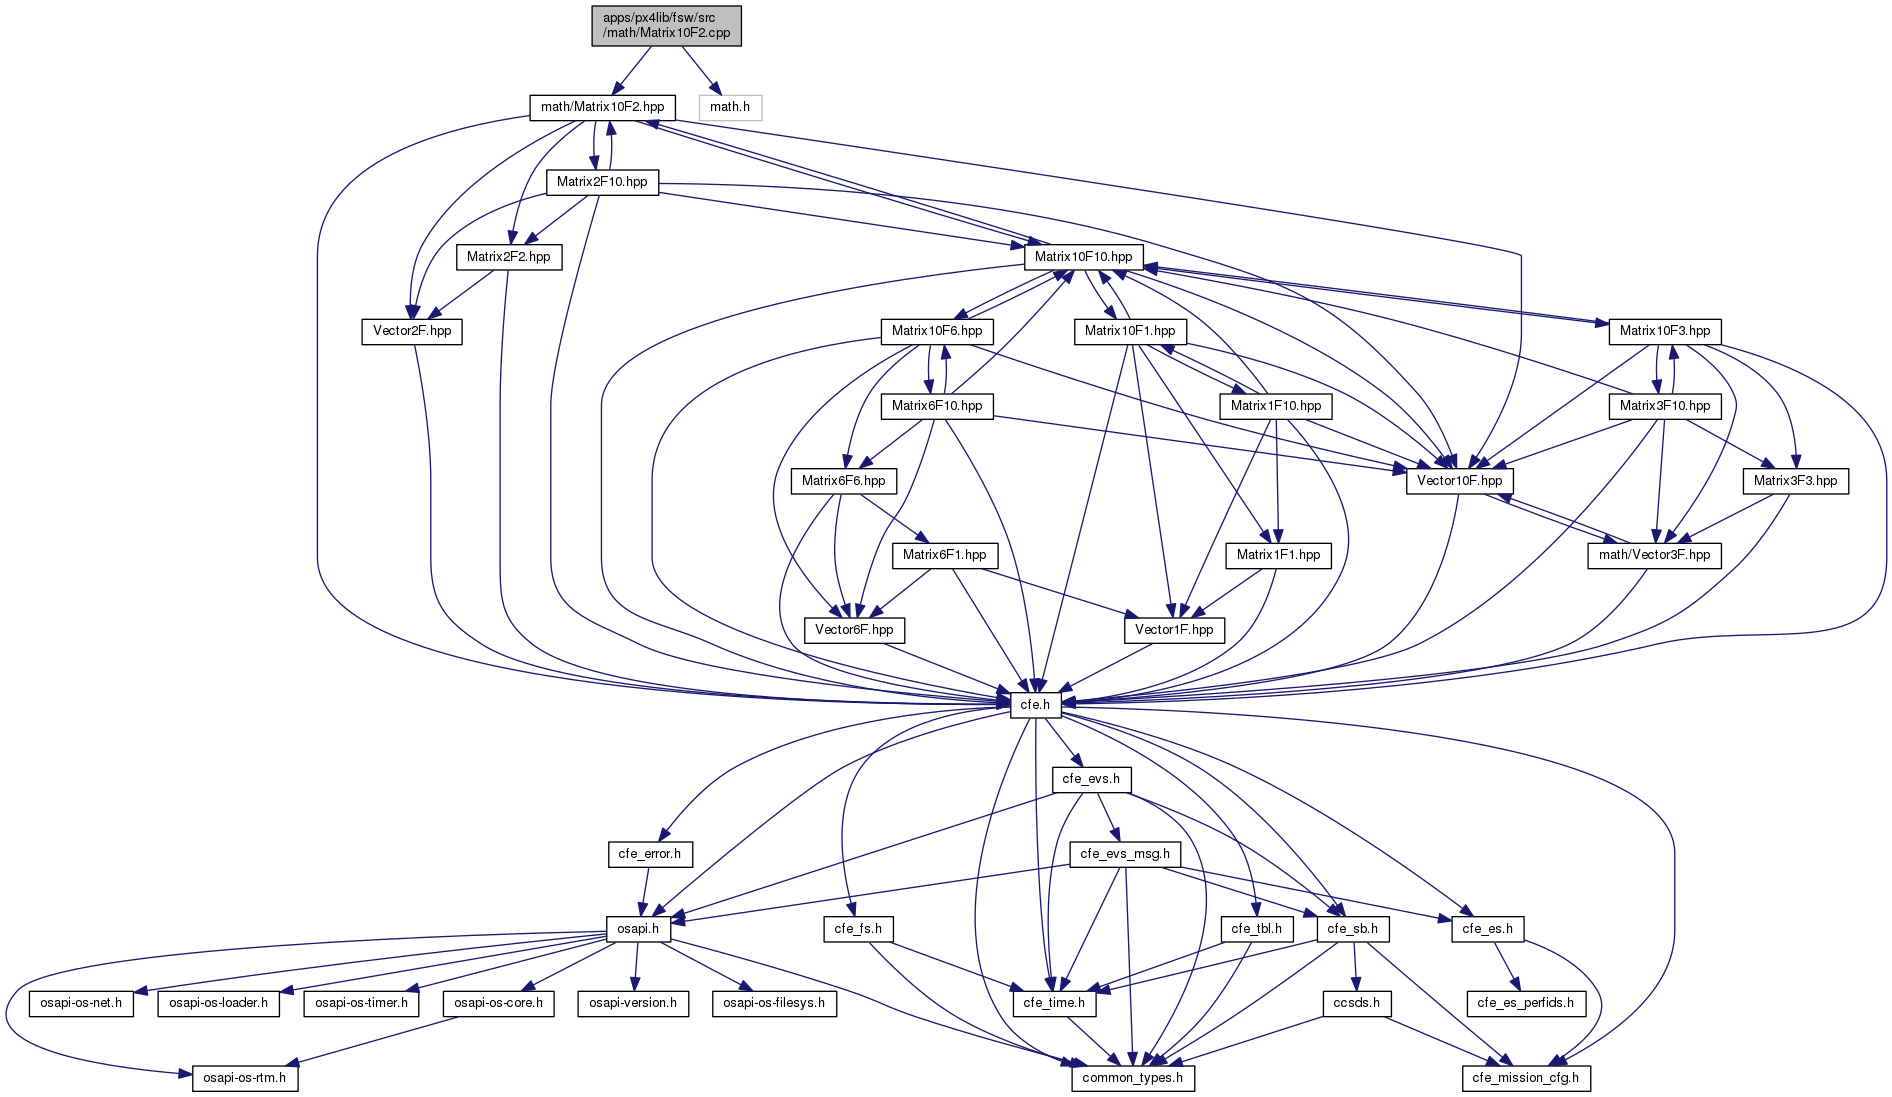 apps/px4lib/fsw/src
/math/Matrix10F2.cpp
math/Matrix10F2.hpp
math.h
Matrix2F10.hpp
Matrix2F2.hpp
Matrix10F10.hpp
Vector2F.hpp
Matrix10F6.hpp
Matrix10F1.hpp
Matrix10F3.hpp
Matrix6F10.hpp
Matrix1F10.hpp
Matrix3F10.hpp
Matrix6F6.hpp
Vector10F.hpp
Matrix3F3.hpp
Matrix6F1.hpp
Matrix1F1.hpp
math/Vector3F.hpp
Vector6F.hpp
Vector1F.hpp
cfe.h
cfe_evs.h
cfe_error.h
cfe_evs_msg.h
osapi.h
cfe_fs.h
cfe_tbl.h
cfe_sb.h
cfe_es.h
osapi-os-net.h
osapi-os-loader.h
osapi-os-timer.h
osapi-os-core.h
osapi-version.h
osapi-os-filesys.h
cfe_time.h
ccsds.h
cfe_es_perfids.h
osapi-os-rtm.h
common_types.h
cfe_mission_cfg.h